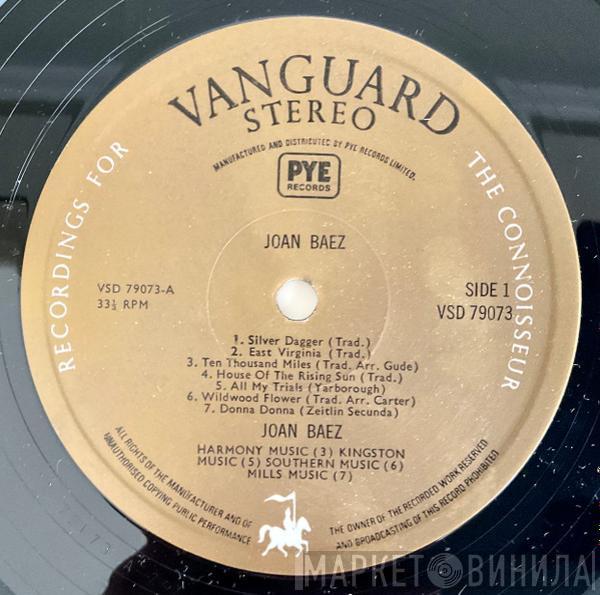 VANGUARD
STEREO
RECORDINGS FOR THE CONNOISSEUR
MANUFACTURED AND DISTRIBUTED BY PYE RECORDS LIMITED.
PYE
RECORDS
JOAN BAEZ
VSD 79073-A
33⅓ RPM
SIDE 1
VSD 79073
1. Silver Dagger (Trad.)
2. East Virginia (Trad.)
3. Ten Thousand Miles (Trad. Arr. Gude)
4. House Of The Rising Sun (Trad.)
5. All My Trials (Yarborough)
6. Wildwood Flower (Trad. Arr. Carter)
7. Donna Donna (Zeitlin Secunda)
JOAN BAEZ
HARMONY MUSIC (3) KINGSTON
MUSIC (5) SOUTHERN MUSIC (6)
MILLS MUSIC (7)
ALL RIGHTS OF THE MANUFACTURER AND OF THE OWNER OF THE RECORDED WORK RESERVED
UNAUTHORISED COPYING PUBLIC PERFORMANCE AND BROADCASTING OF THIS RECORD PROHIBITED
МАРКЕТ ВИНИЛА